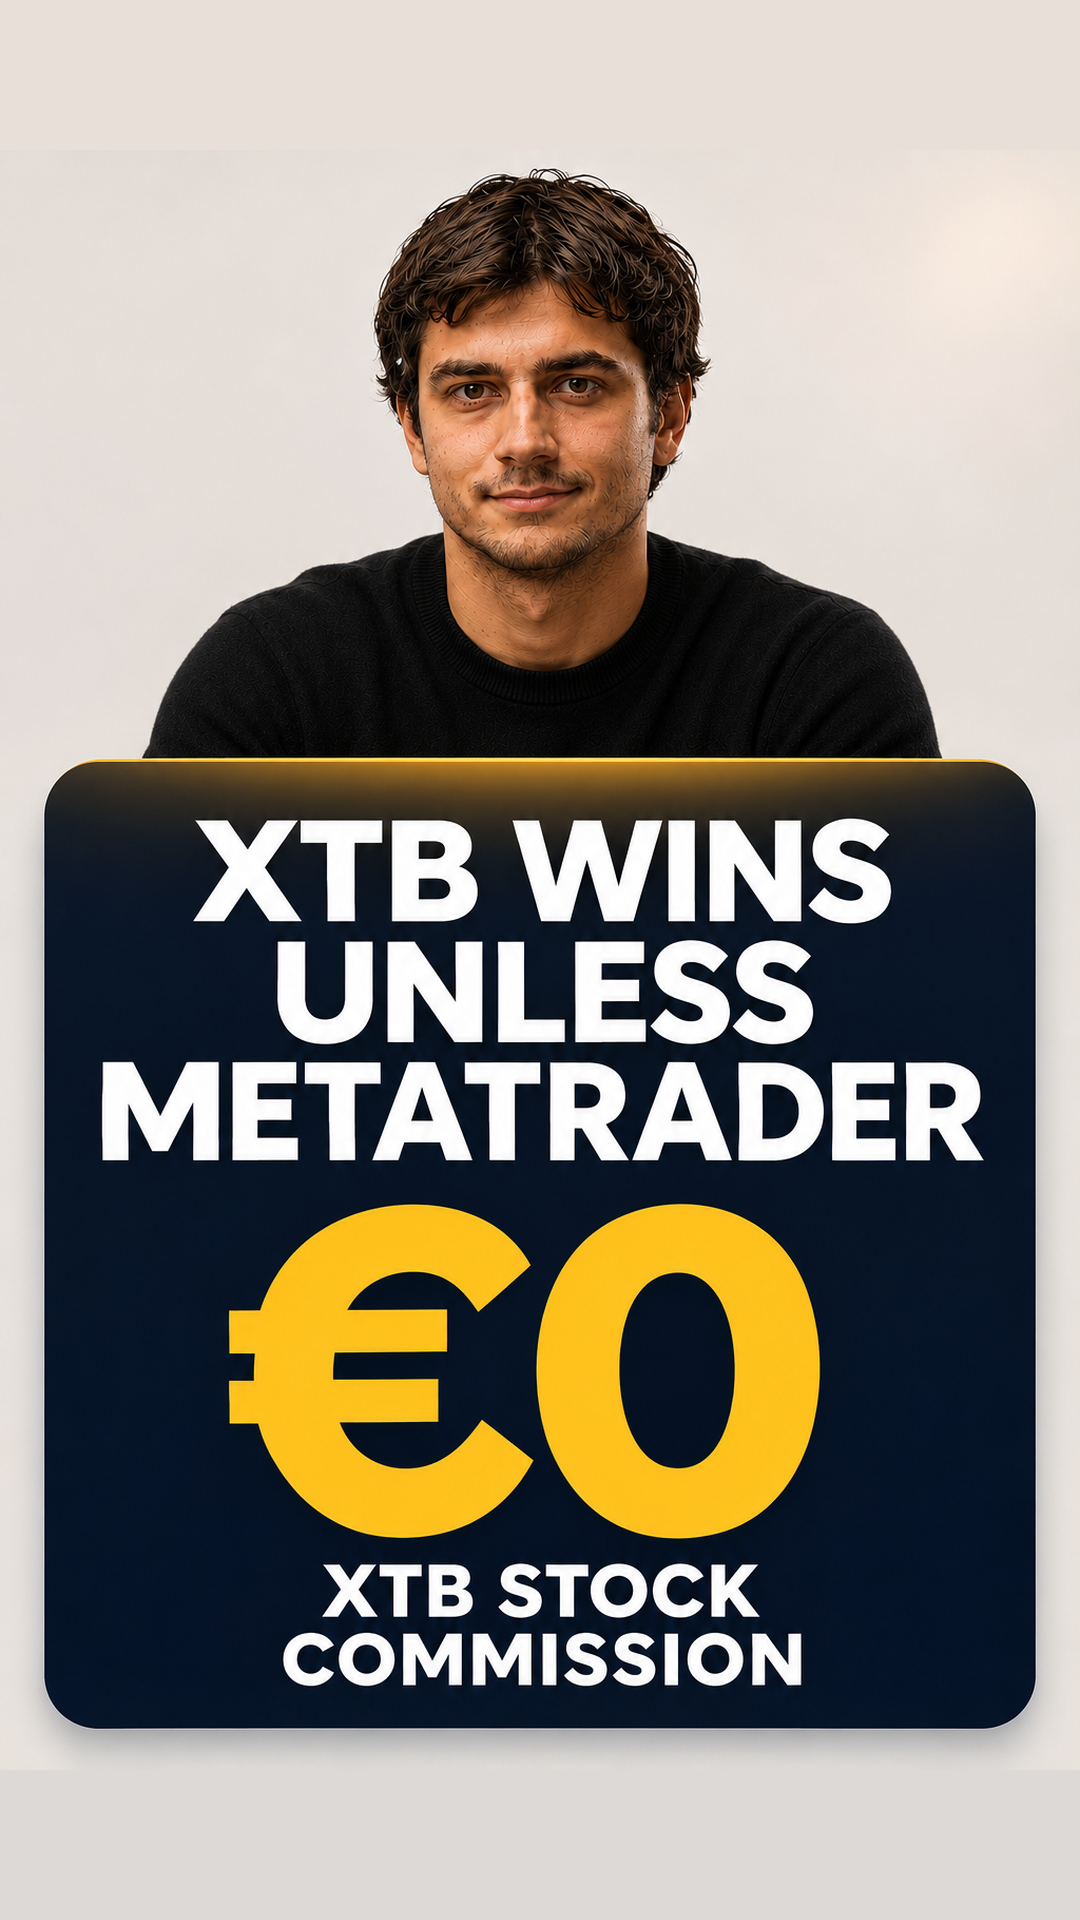 XTB WINS
UNLESS
METATRADER
€0
XTB STOCK
COMMISSION